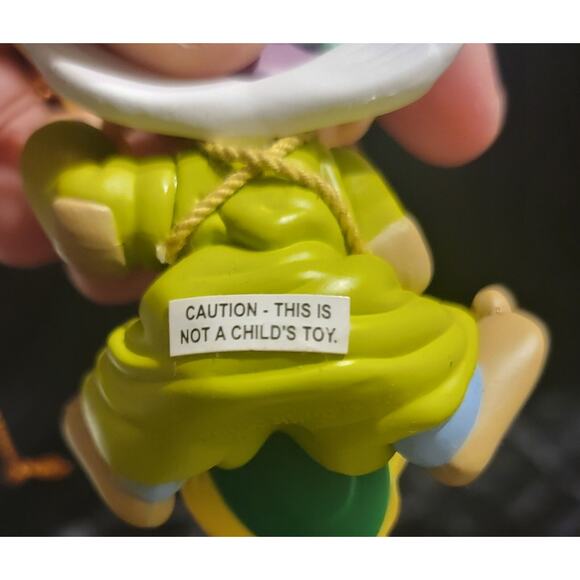 CAUTION - THIS IS
NOT A CHILD'S TOY.